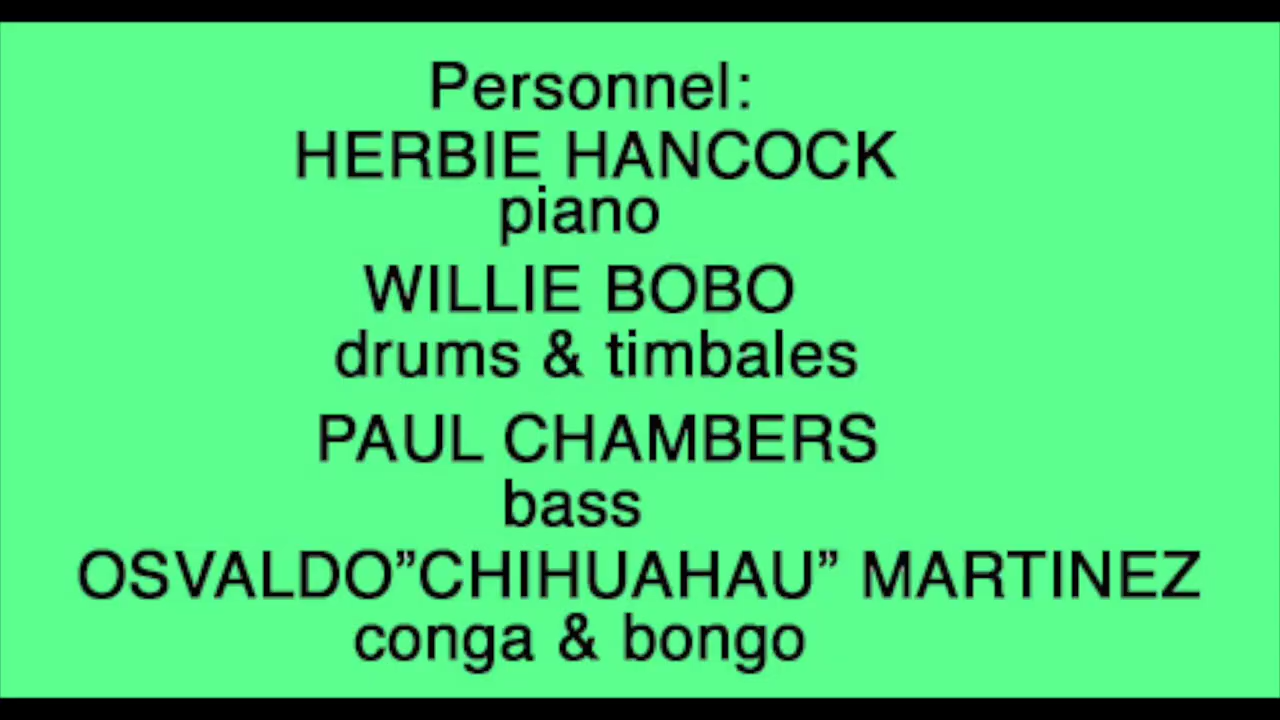 Personnel:
HERBIE HANCOCK
piano
WILLIE BOBO
drums & timbales
PAUL CHAMBERS
bass
OSVALDO”CHIHUAHAU” MARTINEZ
conga & bongo